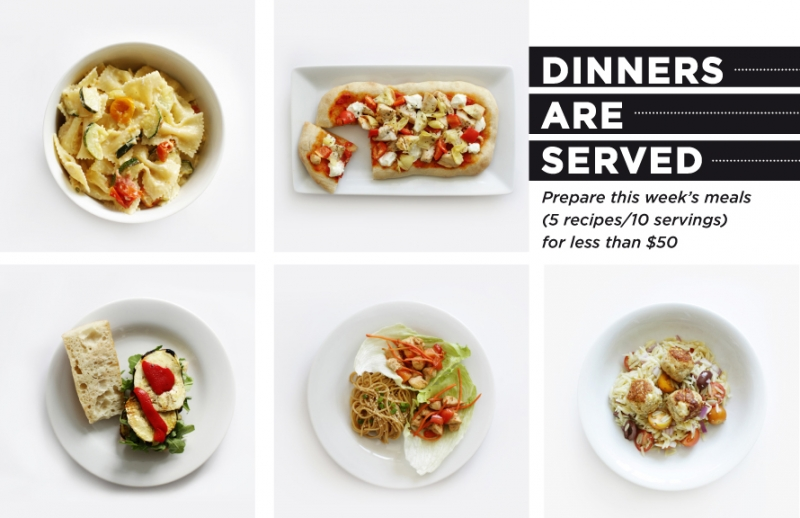 DINNERS
ARE
SERVED
Prepare this week's meals
(5 recipes/10 servings)
for less than $50